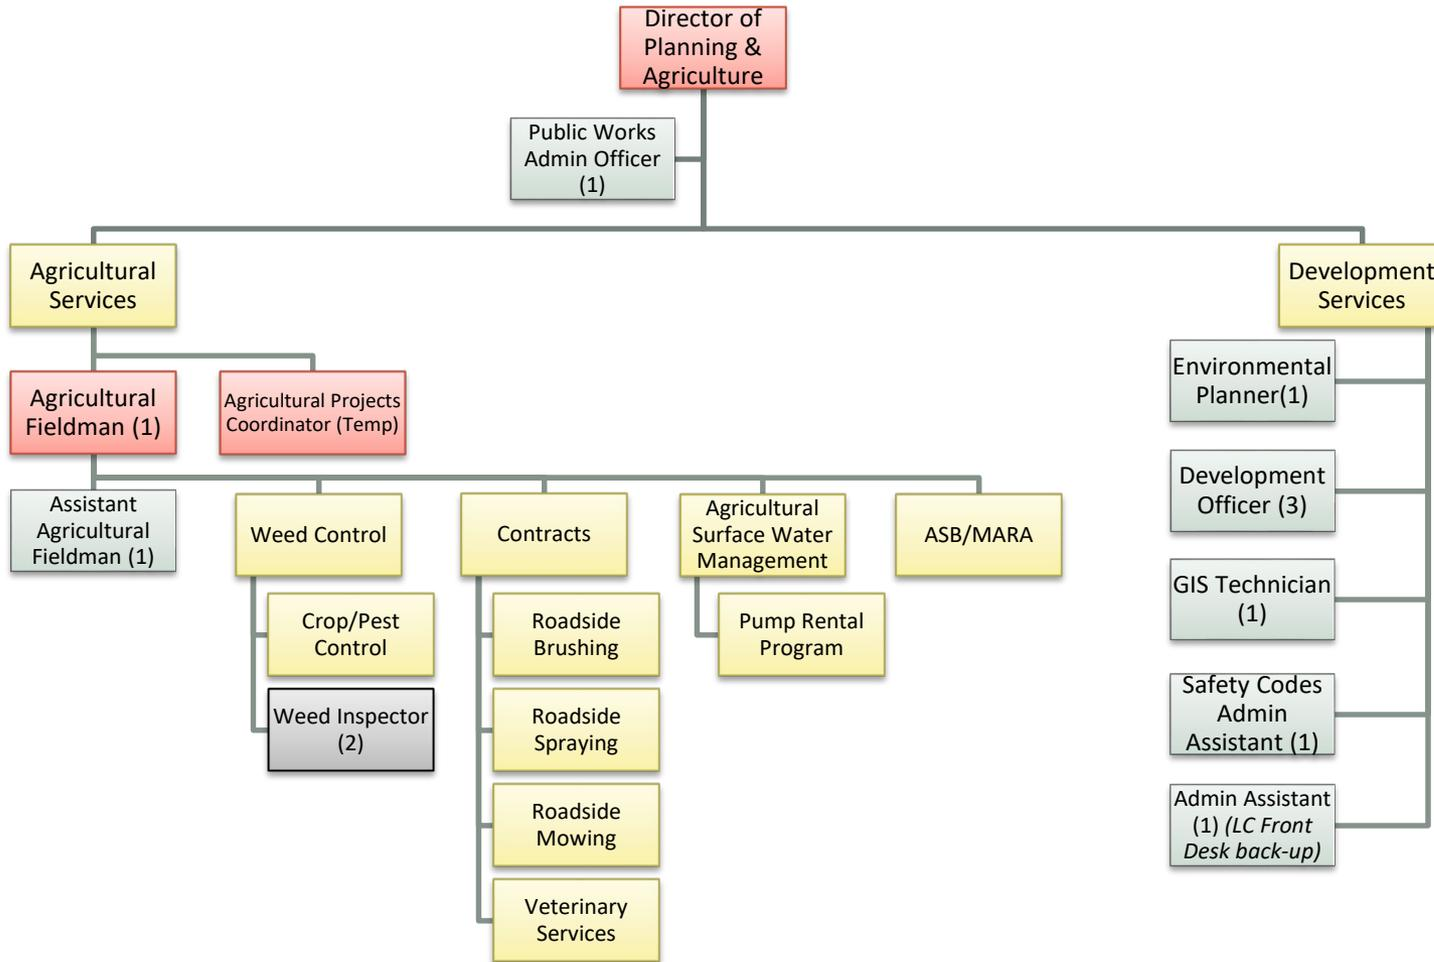 Director of
Planning &
Agriculture
Public Works
Admin Officer
(1)
Agricultural
Services
Development
Services
Agricultural
Fieldman (1)
Agricultural Projects
Coordinator (Temp)
Environmental
Planner(1)
Assistant
Agricultural
Fieldman (1)
Weed Control
Contracts
Agricultural
Surface Water
Management
ASB/MARA
Development
Officer (3)
Crop/Pest
Control
Roadside
Brushing
Pump Rental
Program
GIS Technician
(1)
Weed Inspector
(2)
Roadside
Spraying
Safety Codes
Admin
Assistant (1)
Roadside
Mowing
Admin Assistant
(1) (LC Front
Desk back-up)
Veterinary
Services